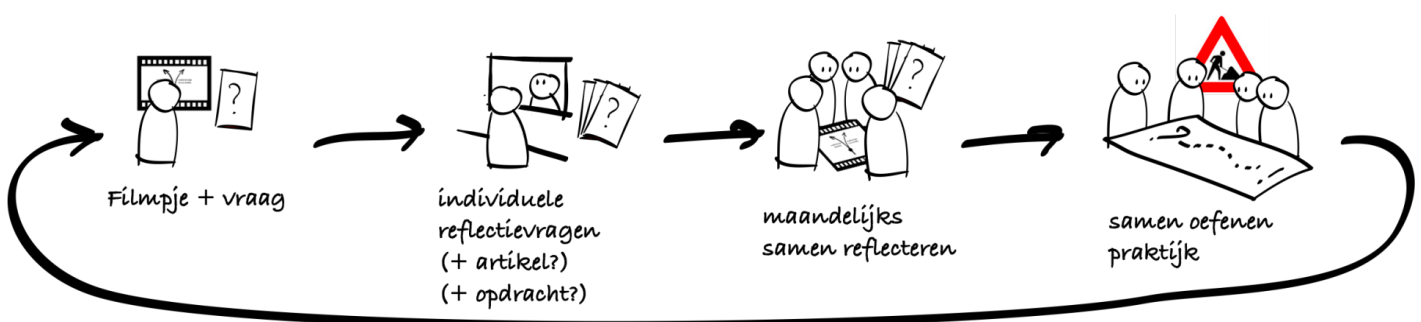 ?
?
?
Filmpje + vraag
individuele
reflectievragen
(+ artikel?)
(+ opdracht?)
maandelijks
samen reflecteren
samen oefenen
praktijk